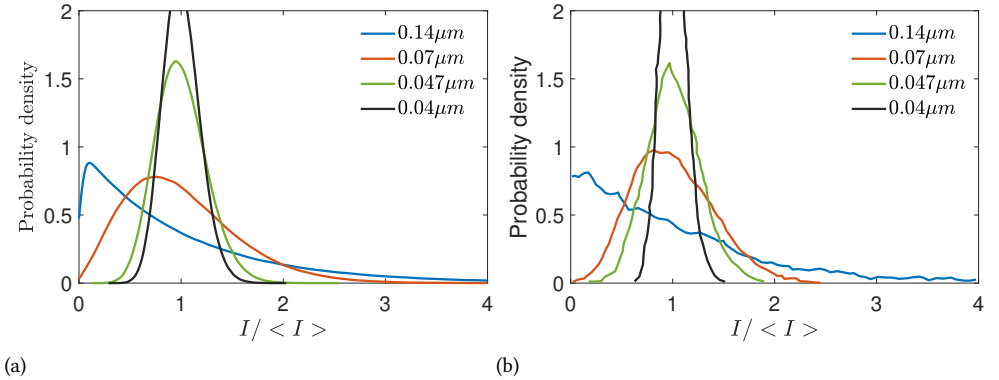 2
1.5
1
0.5
0
0 1 2 3 4
Probability density
I/ < I >
0.14μm
0.07μm
0.047μm
0.04μm
(a)
2
1.5
1
0.5
0
0 1 2 3 4
Probability density
I/ < I >
0.14μm
0.07μm
0.047μm
0.04μm
(b)